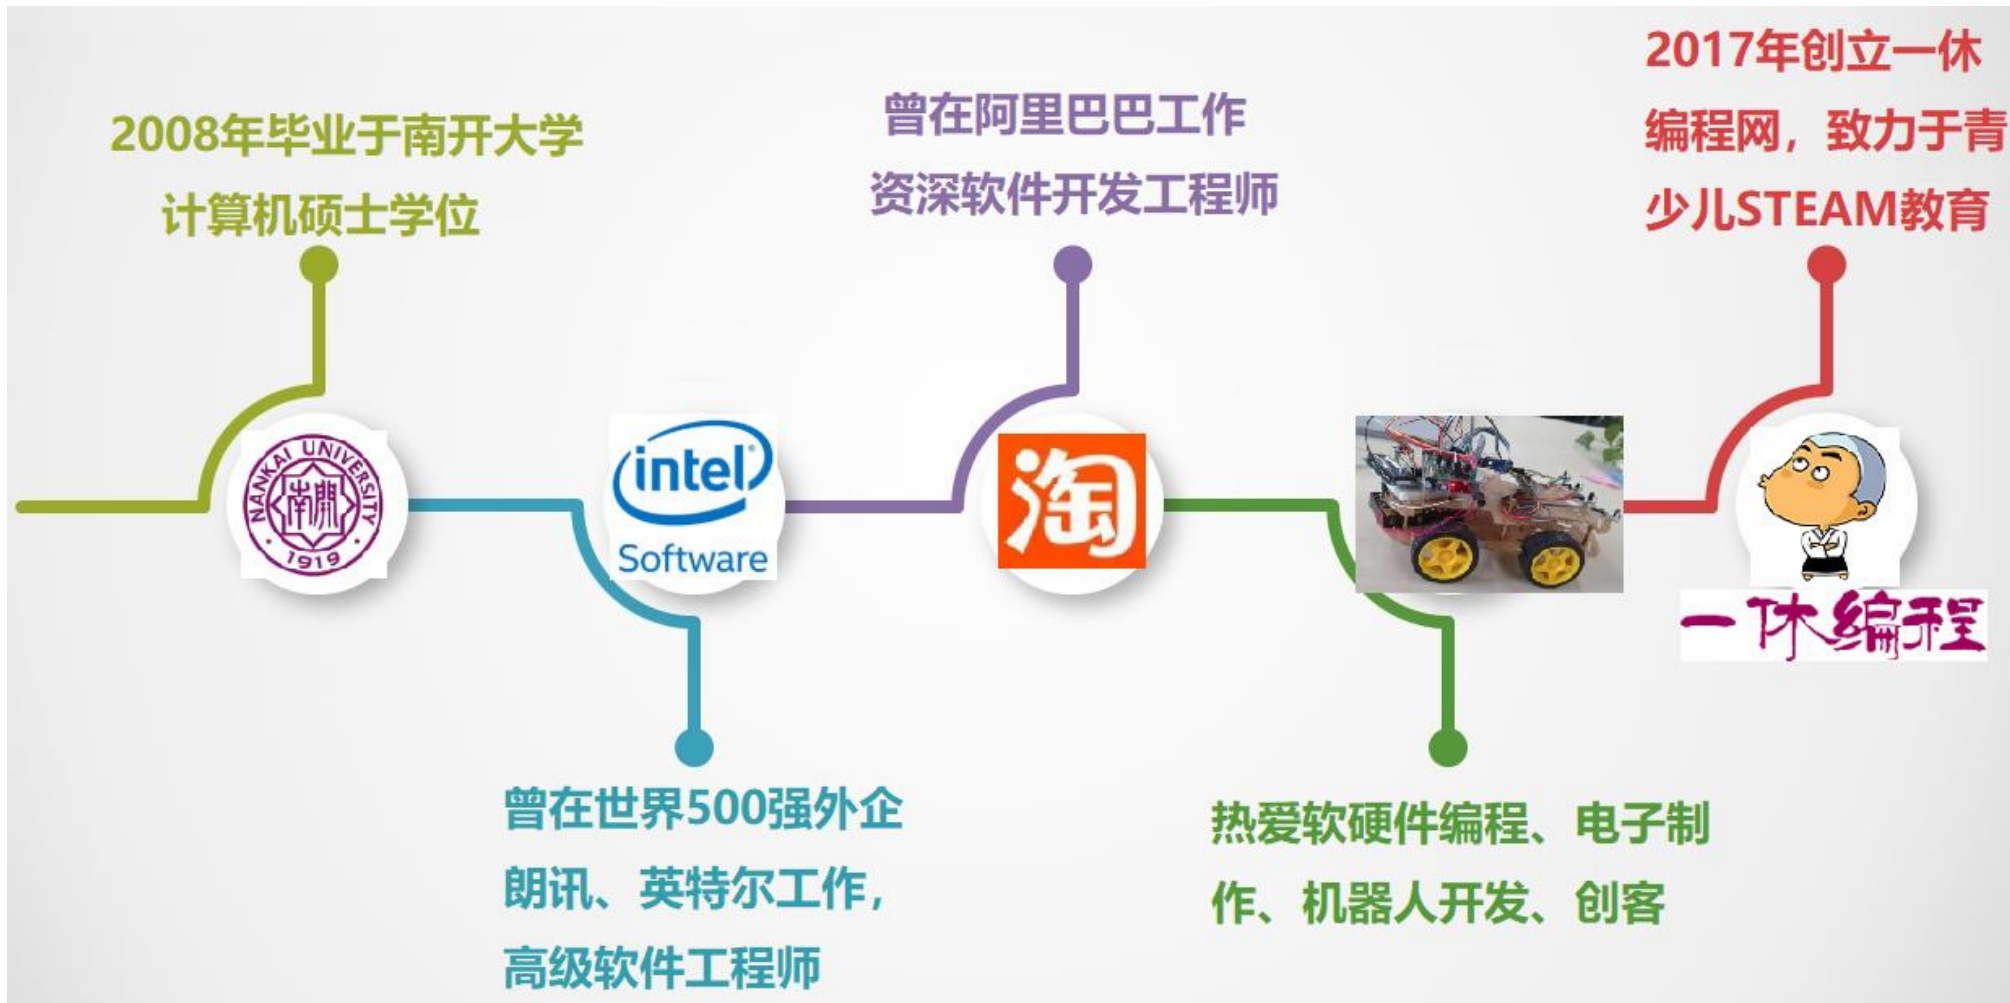 2008年毕业于南开大学
计算机硕士学位
曾在阿里巴巴工作
资深软件开发工程师
2017年创立一休
编程网，致力于青
少儿STEAM教育
NANKAI UNIVERSITY
南開
1919
intel
Software
淘
一休编程
曾在世界500强外企
朗讯、英特尔工作，
高级软件工程师
热爱软硬件编程、电子制
作、机器人开发、创客